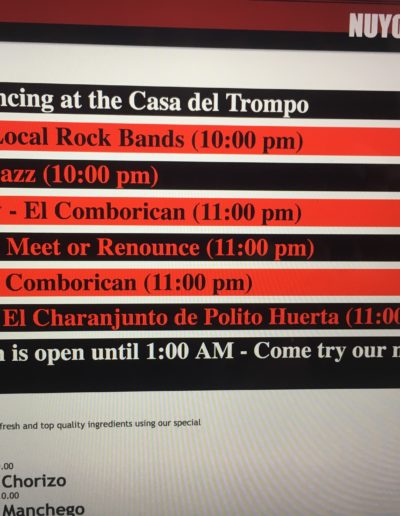 NUYO
ncing at the Casa del Trompo
Local Rock Bands (10:00 pm)
azz (10:00 pm)
- El Comborican (11:00 pm)
Meet or Renounce (11:00 pm)
Comborican (11:00 pm)
El Charanjunto de Polito Huerta (11:00
n is open until 1:00 AM - Come try our n
fresh and top quality ingredients using our special
.00
Chorizo
0.00
Manchego